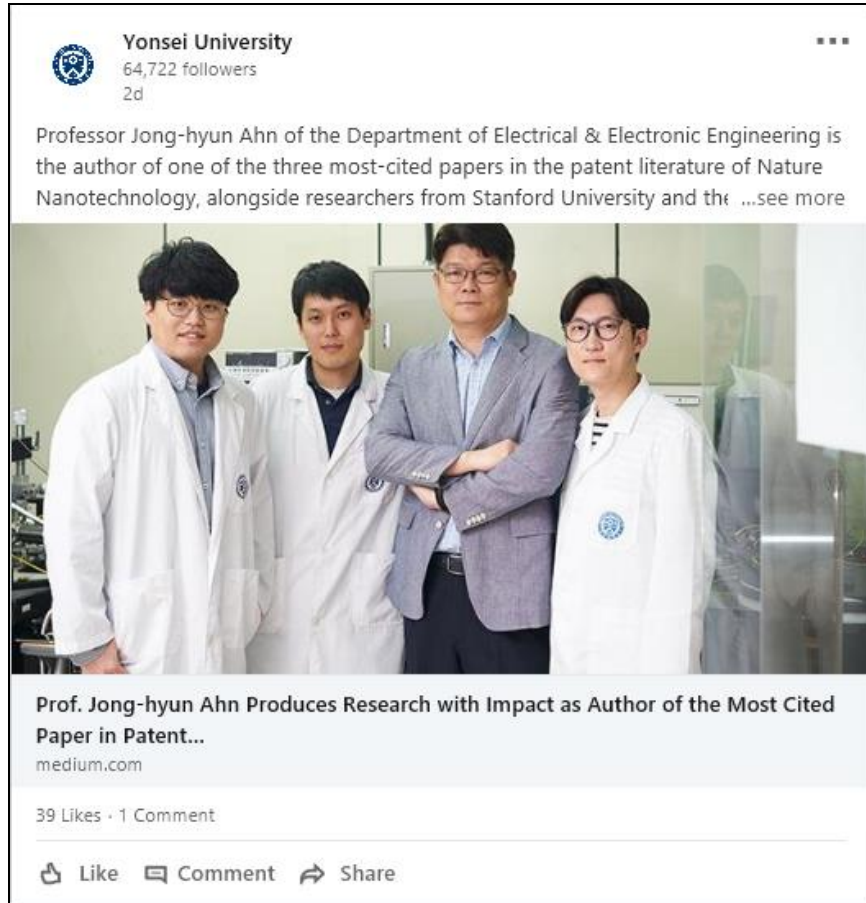 Yonsei University
64,722 followers
2d
Professor Jong-hyun Ahn of the Department of Electrical & Electronic Engineering is
the author of one of the three most-cited papers in the patent literature of Nature
Nanotechnology, alongside researchers from Stanford University and the ...see more
Prof. Jong-hyun Ahn Produces Research with Impact as Author of the Most Cited
Paper in Patent...
medium.com
39 Likes · 1 Comment
Like Comment Share